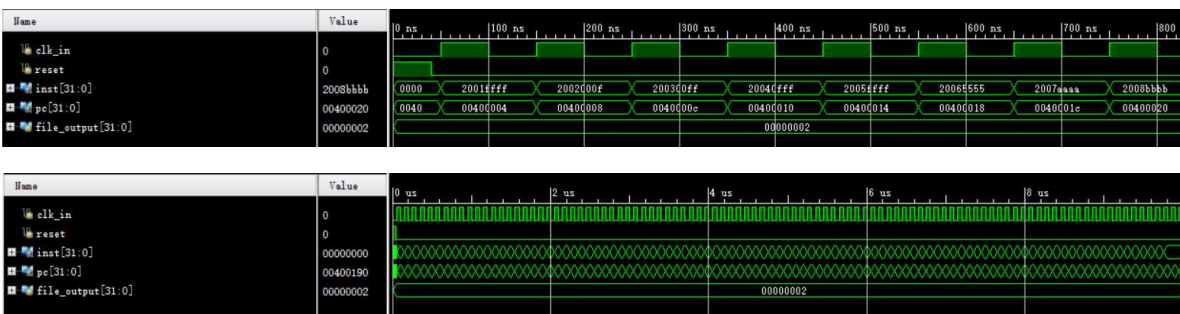 Name Value 0 ns 100 ns 200 ns 300 ns 400 ns 500 ns 600 ns 700 ns 800
clk_in 0
reset 0
inst[31:0] 2008bbbb 0000 2001ffff 2002000f 200300ff 20040fff 2005ffff 20065555 2007aaaa 2008bbbb
pc[31:0] 00400020 0040 00400004 00400008 0040000c 00400010 00400014 00400018 0040001c 00400020
file_output[31:0] 00000002 00000002
Name Value 0 us 2 us 4 us 6 us 8 us
clk_in 0
reset 0
inst[31:0] 00000000
pc[31:0] 00400190
file_output[31:0] 00000002 00000002